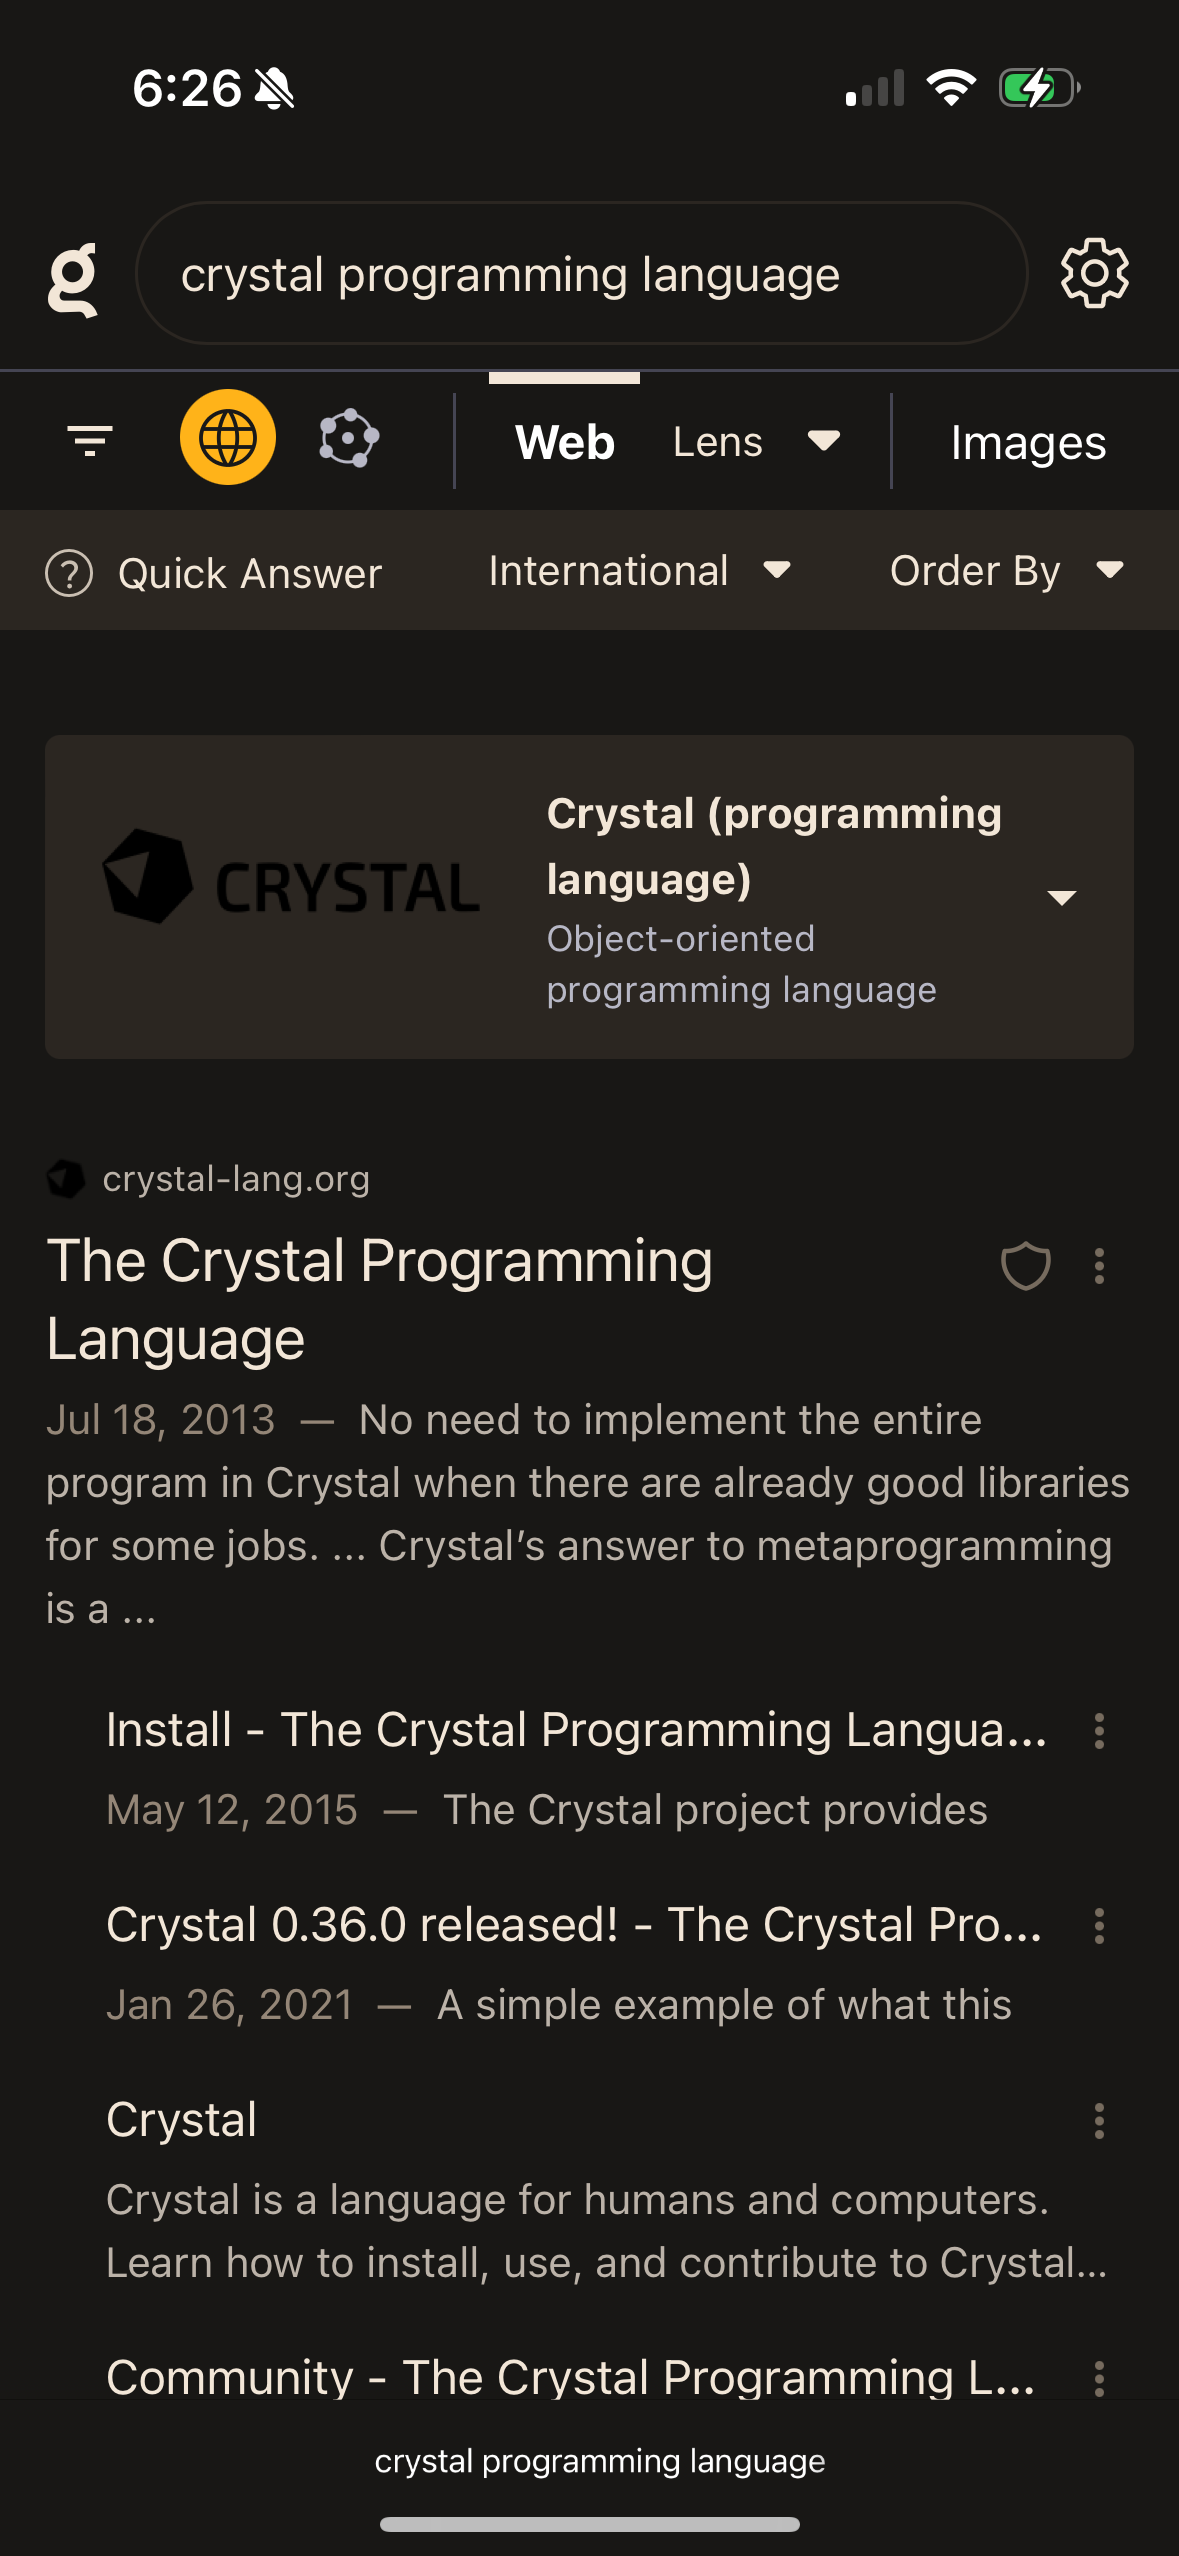 6:26
crystal programming language
Web
Lens
Images
? Quick Answer
International
Order By
CRYSTAL
Crystal (programming
language)
Object-oriented
programming language
crystal-lang.org
The Crystal Programming
Language
Jul 18, 2013 — No need to implement the entire
program in Crystal when there are already good libraries
for some jobs. ... Crystal’s answer to metaprogramming
is a ...
Install - The Crystal Programming Langua...
May 12, 2015 — The Crystal project provides
Crystal 0.36.0 released! - The Crystal Pro...
Jan 26, 2021 — A simple example of what this
Crystal
Crystal is a language for humans and computers.
Learn how to install, use, and contribute to Crystal...
Community - The Crystal Programming L...
crystal programming language